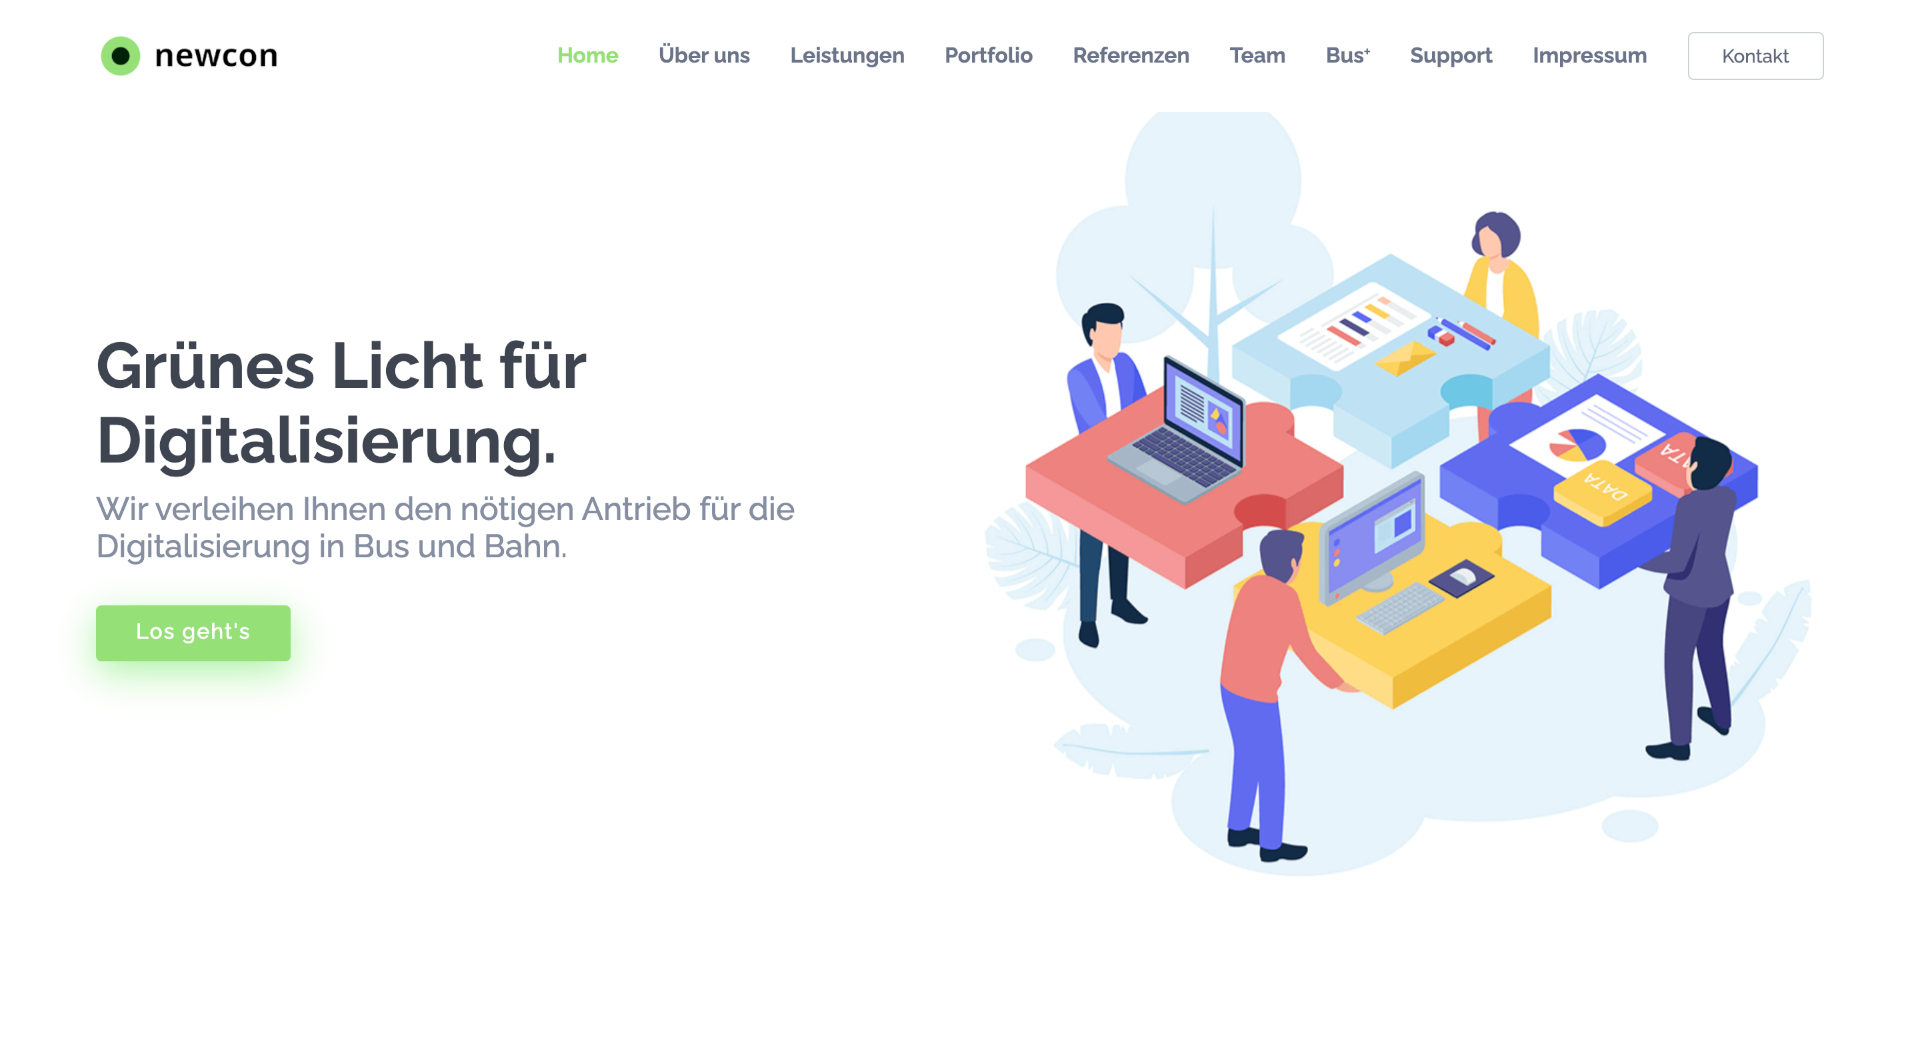 newcon
Home
Über uns
Leistungen
Portfolio
Referenzen
Team
Bus⁺
Support
Impressum
Kontakt
Grünes Licht für
Digitalisierung.
Wir verleihen Ihnen den nötigen Antrieb für die
Digitalisierung in Bus und Bahn.
Los geht's
DATA